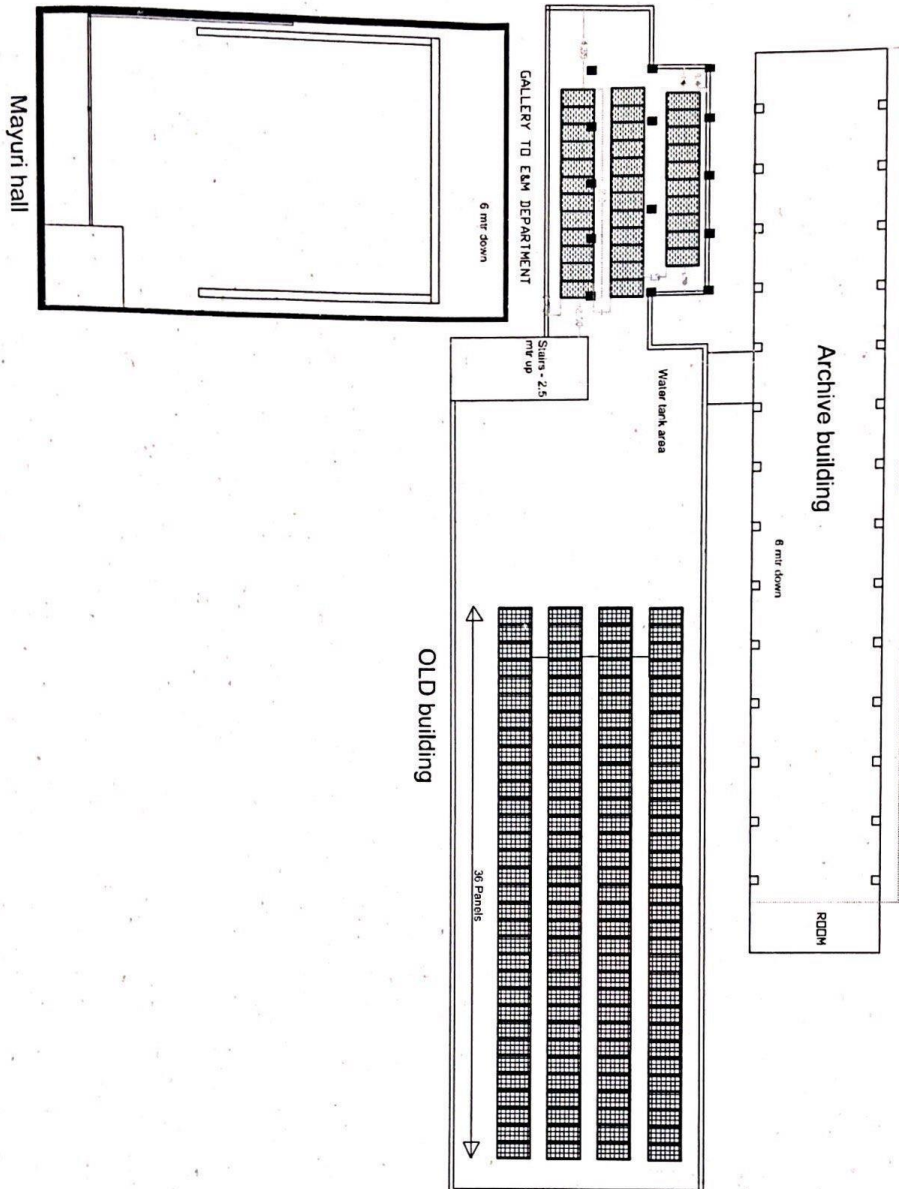 Mayuri hall
6 mtr down
GALLERY TO E&M DEPARTMENT
Stairs - 2.5
mtr up
Water tank area
Archive building
6 mtr down
ROOM
OLD building
36 Panels